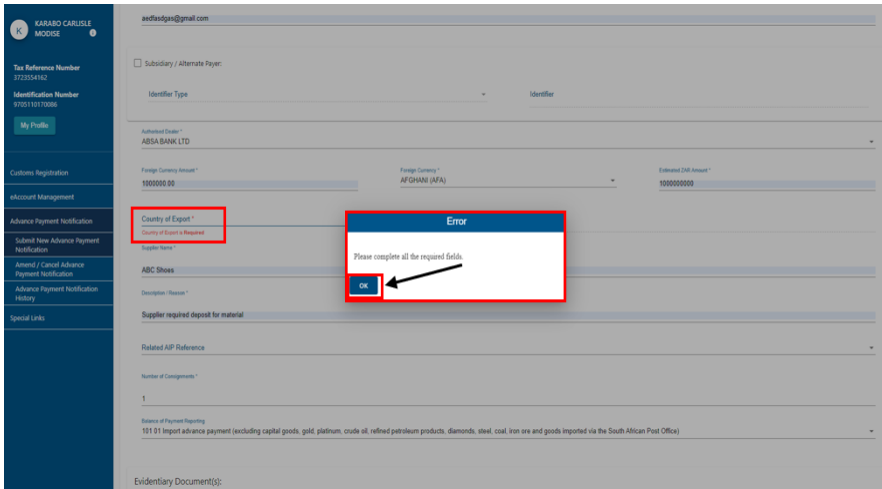 K
KARABO CARLISLE
MODISE
Tax Reference Number
3723554162
Identification Number
9705110170086
My Profile
Customs Registration
eAccount Management
Advance Payment Notification
Submit New Advance Payment
Notification
Amend / Cancel Advance
Payment Notification
Advance Payment Notification
History
Special Links
aedfasdgas@gmail.com
Subsidiary / Alternate Payer:
Identifier Type
Identifier
Authorised Dealer *
ABSA BANK LTD
Foreign Currency Amount *
1000000.00
Foreign Currency *
AFGHANI (AFA)
Estimated ZAR Amount *
1000000000
Country of Export *
Country of Export is Required
Supplier Name *
ABC Shoes
Description / Reason *
Supplier required deposit for material
Related AIP Reference
Number of Consignments *
1
Balance of Payment Reporting
101 01 Import advance payment (excluding capital goods, gold, platinum, crude oil, refined petroleum products, diamonds, steel, coal, iron ore and goods imported via the South African Post Office)
Evidentiary Document(s):
Error
Please complete all the required fields.
OK